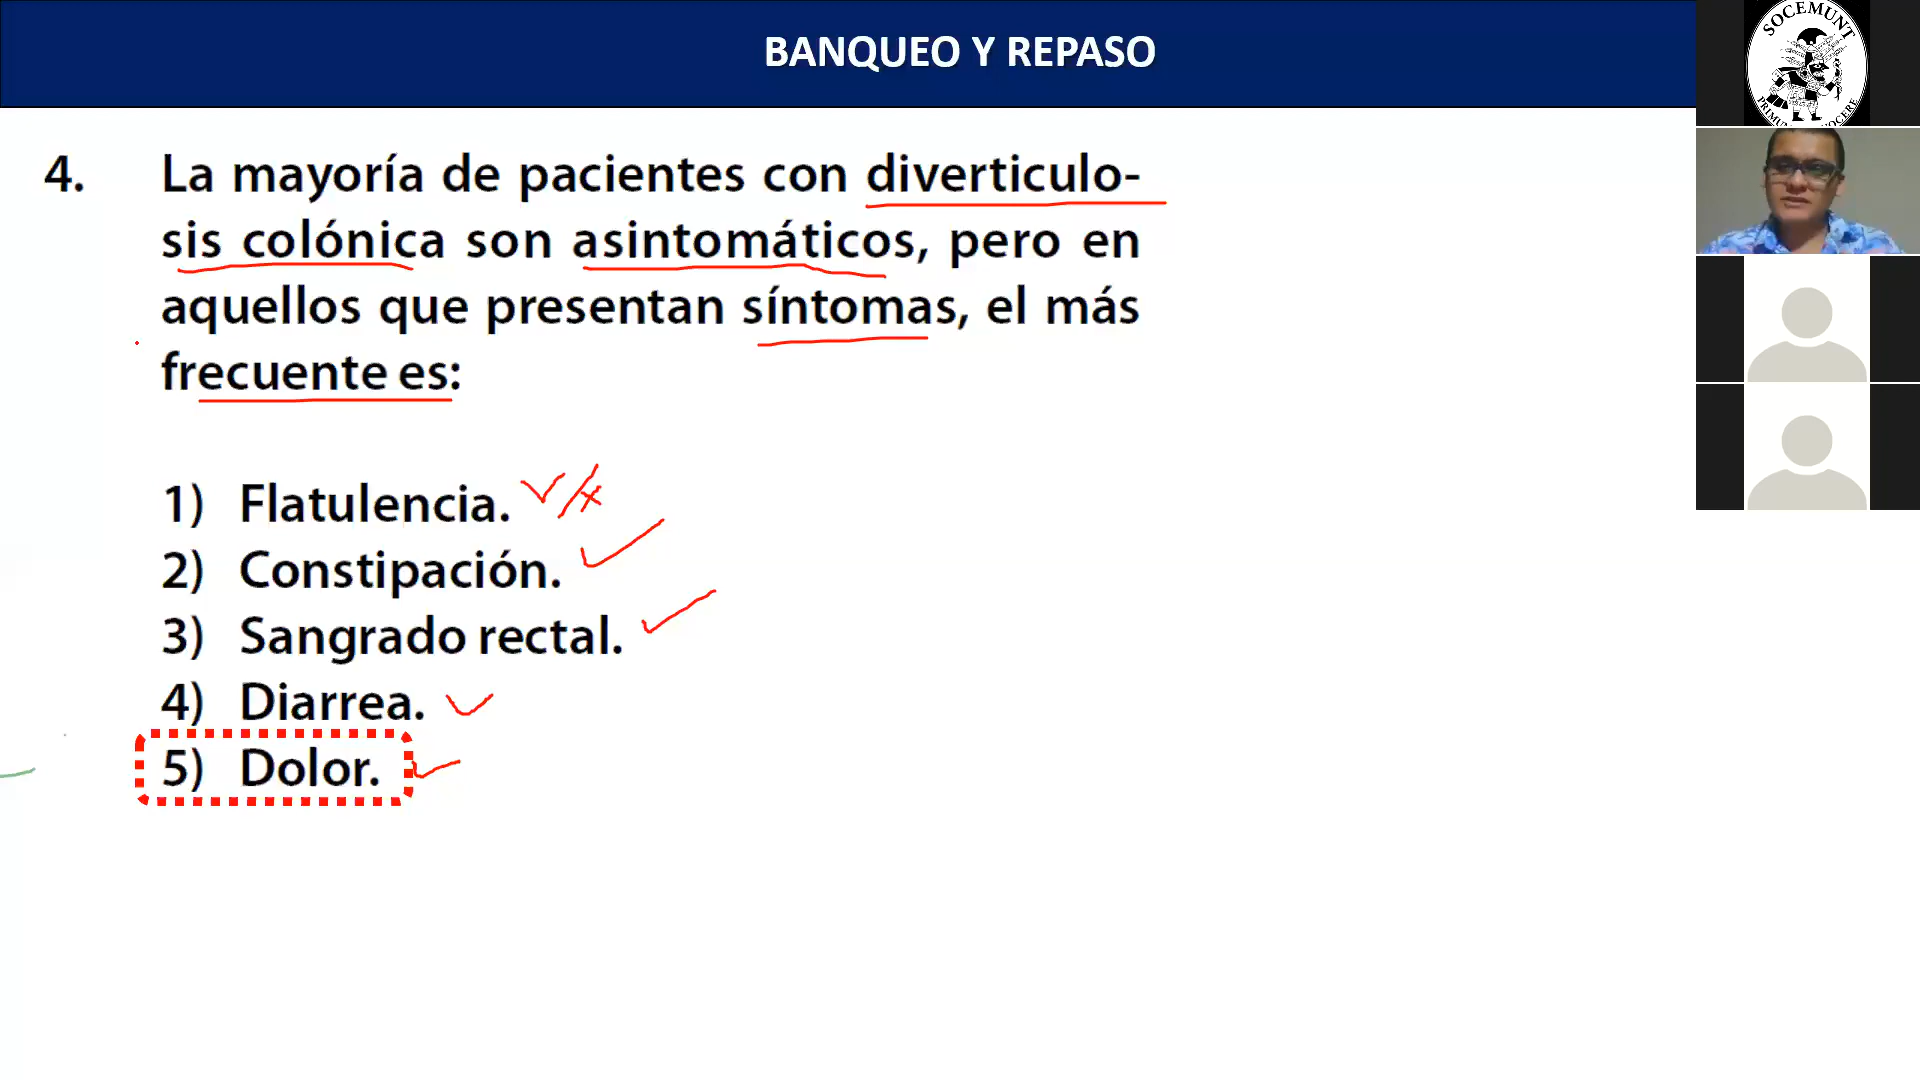 BANQUEO Y REPASO
SOCEMUNT
4. La mayoría de pacientes con diverticulo-
sis colónica son asintomáticos, pero en
aquellos que presentan síntomas, el más
frecuente es:
1) Flatulencia.
2) Constipación.
3) Sangrado rectal.
4) Diarrea.
5) Dolor.